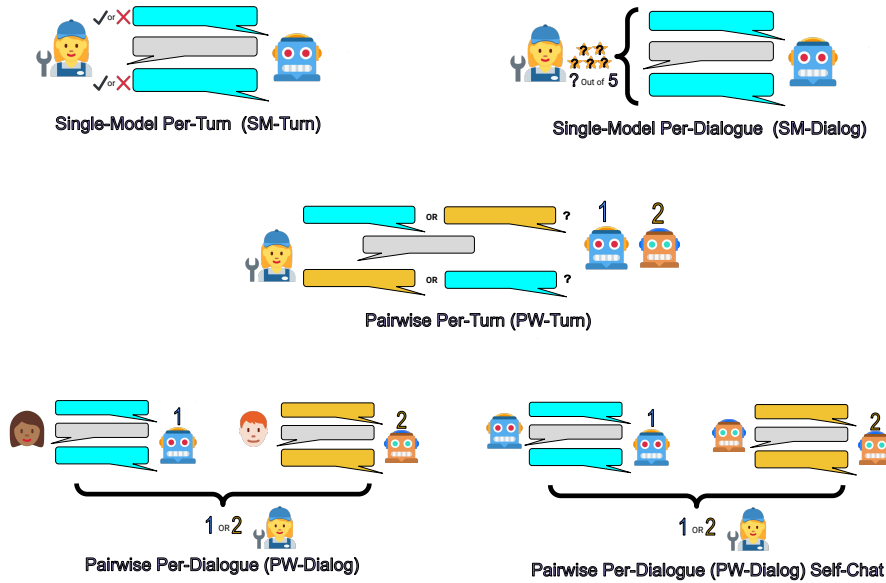 or
? ?
? ? ?
? Out of 5
or
Single-Model Per-Turn (SM-Turn)
Single-Model Per-Dialogue (SM-Dialog)
1 2
OR ?
OR ?
Pairwise Per-Turn (PW-Turn)
1 2 1 2
1 OR 2 1 OR 2
Pairwise Per-Dialogue (PW-Dialog)
Pairwise Per-Dialogue (PW-Dialog) Self-Chat